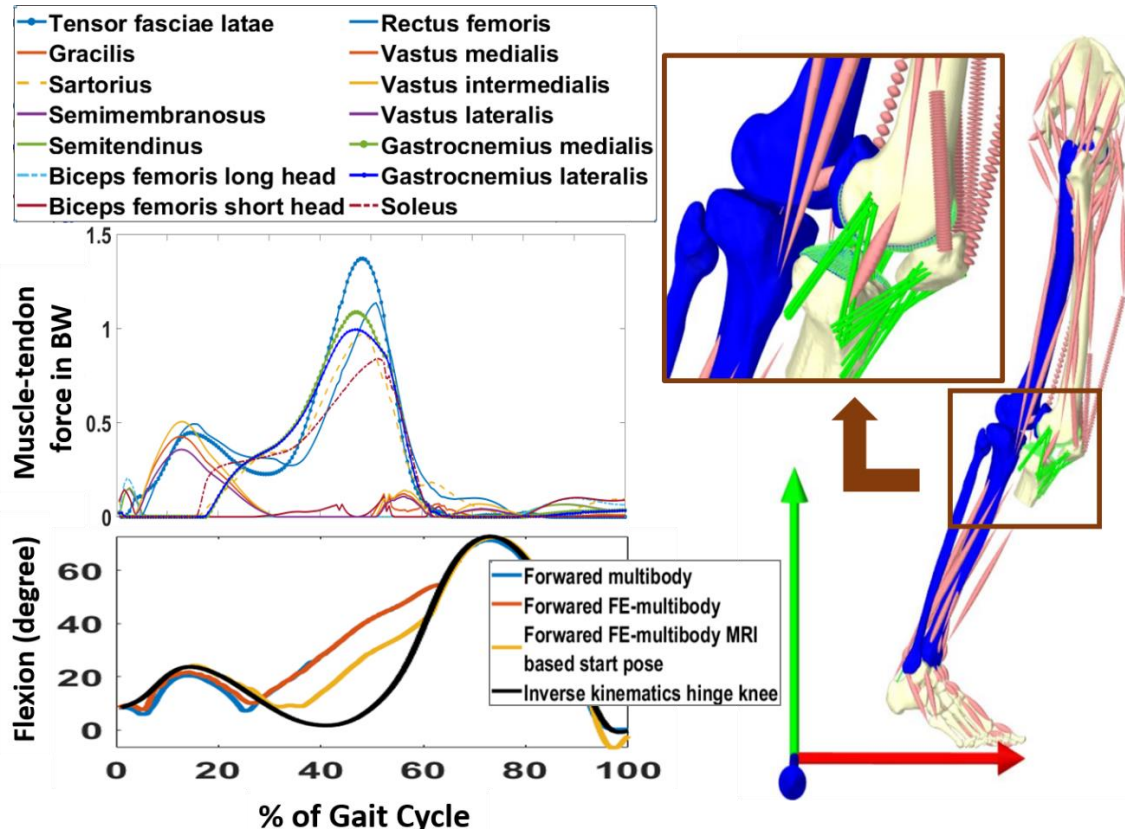 Tensor fasciae latae
Gracilis
Sartorius
Semimembranosus
Semitendinus
Biceps femoris long head
Biceps femoris short head
Rectus femoris
Vastus medialis
Vastus intermedialis
Vastus lateralis
Gastrocnemius medialis
Gastrocnemius lateralis
Soleus
Muscle-tendon
force in BW
1.5
1
0.5
0
Flexion (degree)
60
40
20
0
Forwared multibody
Forwared FE-multibody
Forwared FE-multibody MRI
based start pose
Inverse kinematics hinge knee
0 20 40 60 80 100
% of Gait Cycle